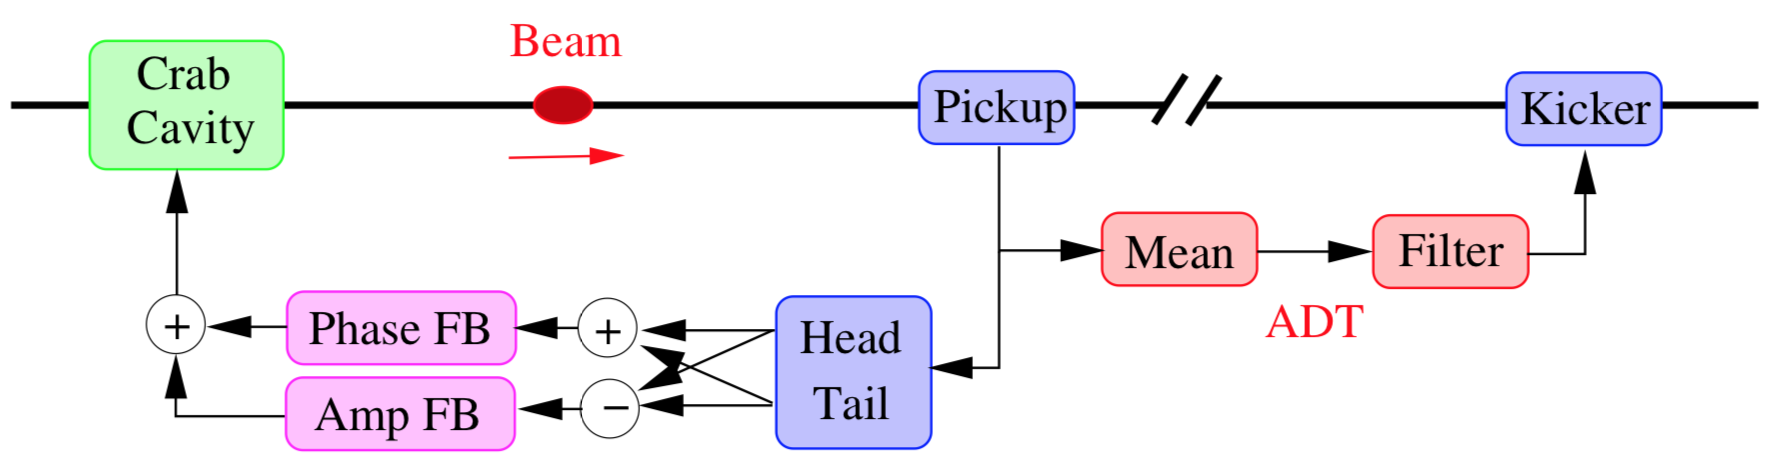 Beam
Crab
Cavity
Pickup
Kicker
Mean
Filter
ADT
+
Phase FB
+
Head
Tail
Amp FB
−